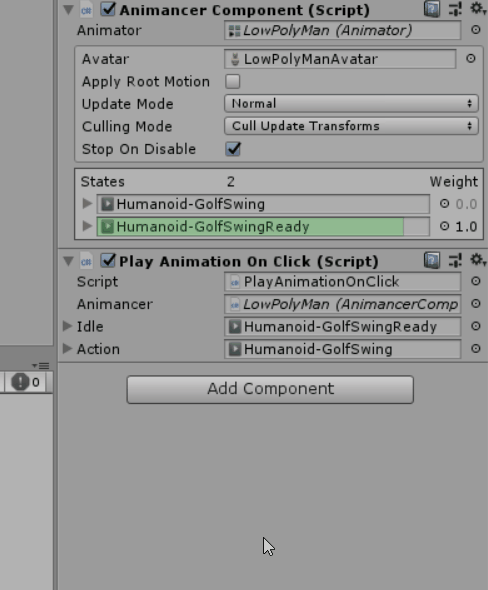 Animancer Component (Script)
Animator LowPolyMan (Animator)
Avatar LowPolyManAvatar
Apply Root Motion
Update Mode Normal
Culling Mode Cull Update Transforms
Stop On Disable
States 2 Weight
Humanoid-GolfSwing 0.0
Humanoid-GolfSwingReady 1.0
Play Animation On Click (Script)
Script PlayAnimationOnClick
Animancer LowPolyMan (AnimancerComp
Idle Humanoid-GolfSwingReady
Action Humanoid-GolfSwing
0
Add Component